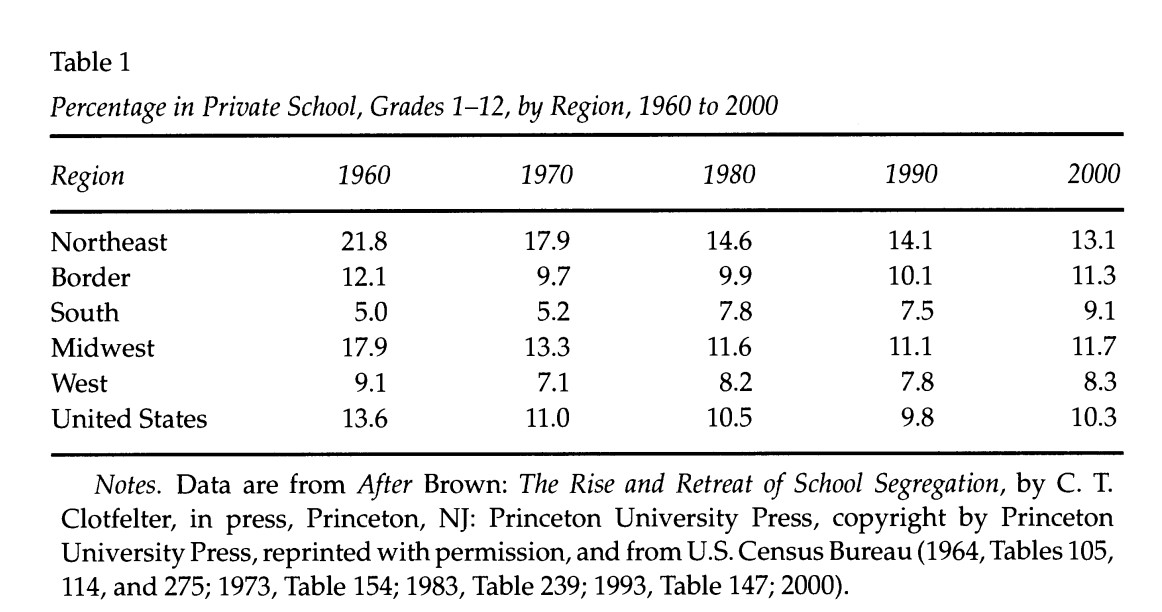 Table 1
Percentage in Private School, Grades 1–12, by Region, 1960 to 2000
Region 1960 1970 1980 1990 2000
Northeast 21.8 17.9 14.6 14.1 13.1
Border 12.1 9.7 9.9 10.1 11.3
South 5.0 5.2 7.8 7.5 9.1
Midwest 17.9 13.3 11.6 11.1 11.7
West 9.1 7.1 8.2 7.8 8.3
United States 13.6 11.0 10.5 9.8 10.3
Notes. Data are from After Brown: The Rise and Retreat of School Segregation, by C. T.
Clotfelter, in press, Princeton, NJ: Princeton University Press, copyright by Princeton
University Press, reprinted with permission, and from U.S. Census Bureau (1964, Tables 105,
114, and 275; 1973, Table 154; 1983, Table 239; 1993, Table 147; 2000).